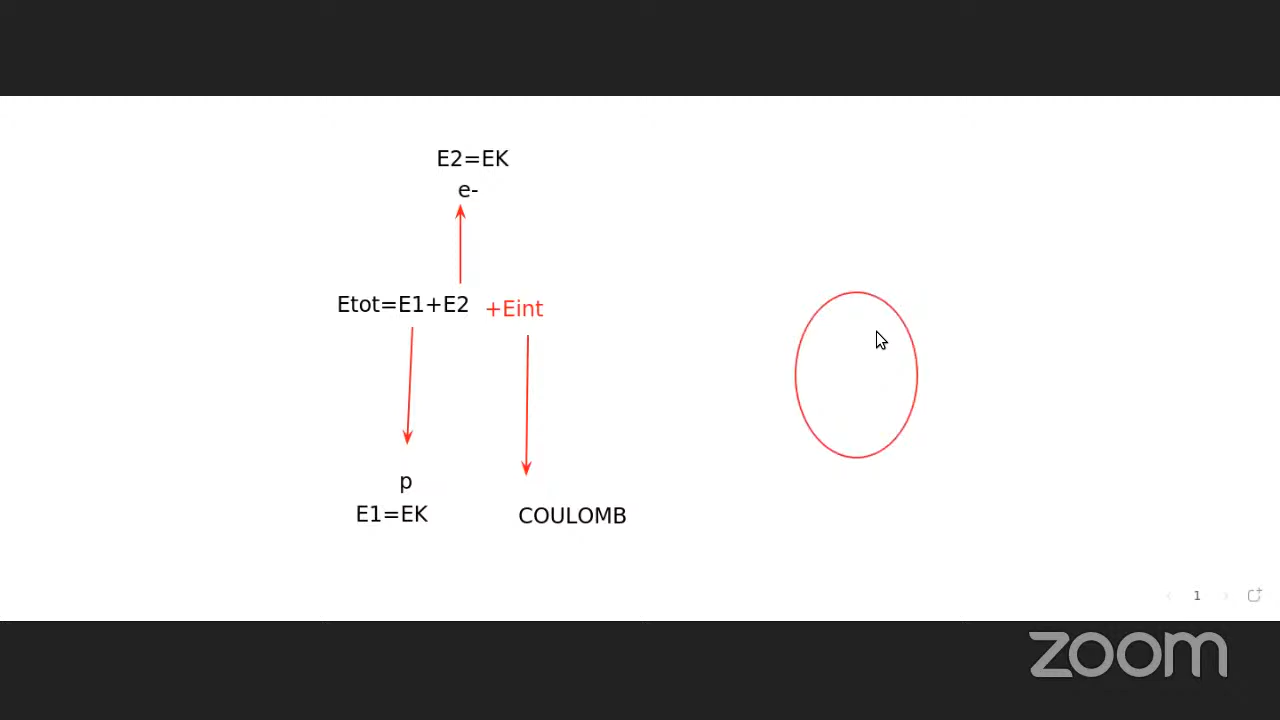 E2=EK
e-
Etot=E1+E2 +Eint
p
E1=EK
COULOMB
1
zoom